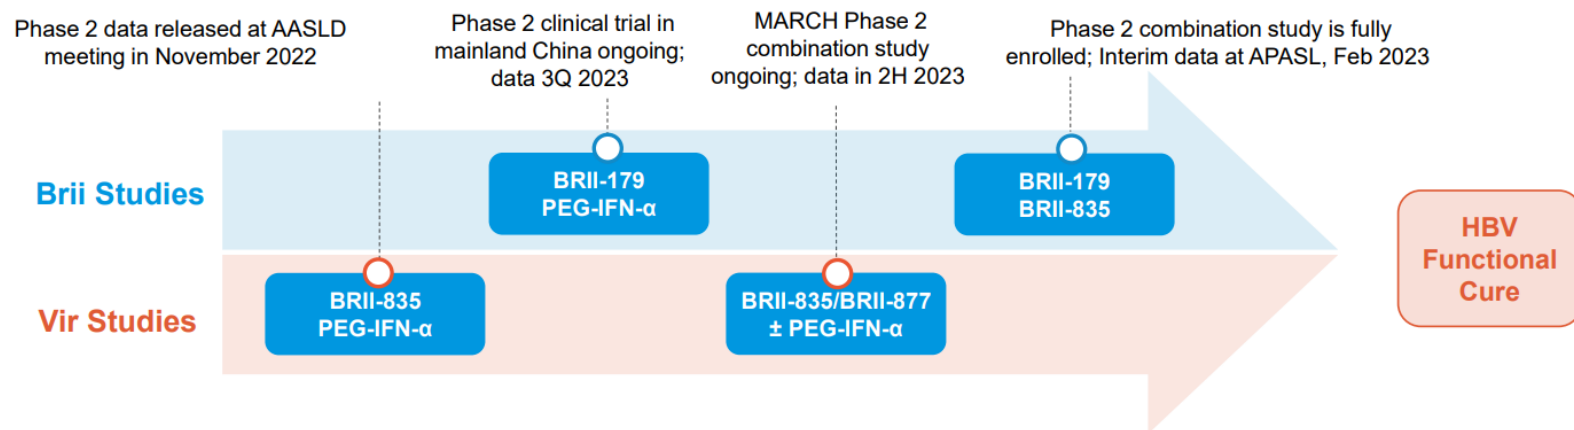 Phase 2 data released at AASLD
meeting in November 2022
Phase 2 clinical trial in
mainland China ongoing;
data 3Q 2023
MARCH Phase 2
combination study
ongoing; data in 2H 2023
Phase 2 combination study is fully
enrolled; Interim data at APASL, Feb 2023
Brii Studies
BRII-179
PEG-IFN-α
BRII-179
BRII-835
Vir Studies
BRII-835
PEG-IFN-α
BRII-835/BRII-877
± PEG-IFN-α
HBV
Functional
Cure